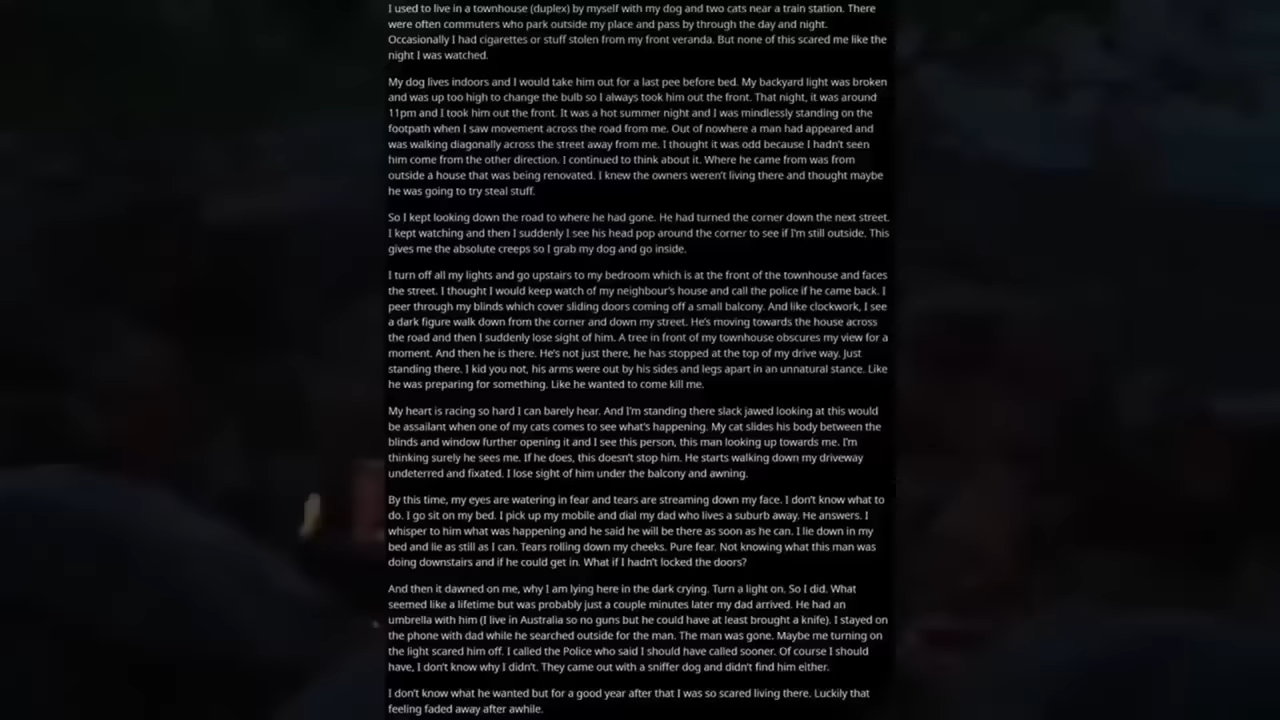 I used to live in a townhouse (duplex) by myself with my dog and two cats near a train station. There
were often commuters who park outside my place and pass by through the day and night.
Occasionally I had cigarettes or stuff stolen from my front veranda. But none of this scared me like the
night I was watched.
My dog lives indoors and I would take him out for a last pee before bed. My backyard light was broken
and was up too high to change the bulb so I always took him out the front. That night, it was around
11pm and I took him out the front. It was a hot summer night and I was mindlessly standing on the
footpath when I saw movement across the road from me. Out of nowhere a man had appeared and
was walking diagonally across the street away from me. I thought it was odd because I hadn't seen
him come from the other direction. I continued to think about it. Where he came from was from
outside a house that was being renovated. I knew the owners weren't living there and thought maybe
he was going to try steal stuff.
So I kept looking down the road to where he had gone. He had turned the corner down the next street.
I kept watching and then I suddenly I see his head pop around the corner to see if I'm still outside. This
gives me the absolute creeps so I grab my dog and go inside.
I turn off all my lights and go upstairs to my bedroom which is at the front of the townhouse and faces
the street. I thought I would keep watch of my neighbour's house and call the police if he came back. I
peer through my blinds which cover sliding doors coming off a small balcony. And like clockwork, I see
a dark figure walk down from the corner and down my street. He's moving towards the house across
the road and then I suddenly lose sight of him. A tree in front of my townhouse obscures my view for a
moment. And then he is there. He's not just there, he has stopped at the top of my drive way. Just
standing there. I kid you not, his arms were out by his sides and legs apart in an unnatural stance. Like
he was preparing for something. Like he wanted to come kill me.
My heart is racing so hard I can barely hear. And I'm standing there slack jawed looking at this would
be assailant when one of my cats comes to see what's happening. My cat slides his body between the
blinds and window further opening it and I see this person, this man looking up towards me. I'm
thinking surely he sees me. If he does, this doesn't stop him. He starts walking down my driveway
undeterred and fixated. I lose sight of him under the balcony and awning.
By this time, my eyes are watering in fear and tears are streaming down my face. I don't know what to
do. I go sit on my bed. I pick up my mobile and dial my dad who lives a suburb away. He answers. I
whisper to him what was happening and he said he will be there as soon as he can. I lie down in my
bed and lie as still as I can. Tears rolling down my cheeks. Pure fear. Not knowing what this man was
doing downstairs and if he could get in. What if I hadn't locked the doors?
And then it dawned on me, why I am lying here in the dark crying. Turn a light on. So I did. What
seemed like a lifetime but was probably just a couple minutes later my dad arrived. He had an
umbrella with him (I live in Australia so no guns but he could have at least brought a knife). I stayed on
the phone with dad while he searched outside for the man. The man was gone. Maybe me turning on
the light scared him off. I called the Police who said I should have called sooner. Of course I should
have, I don't know why I didn't. They came out with a sniffer dog and didn't find him either.
I don't know what he wanted but for a good year after that I was so scared living there. Luckily that
feeling faded away after awhile.